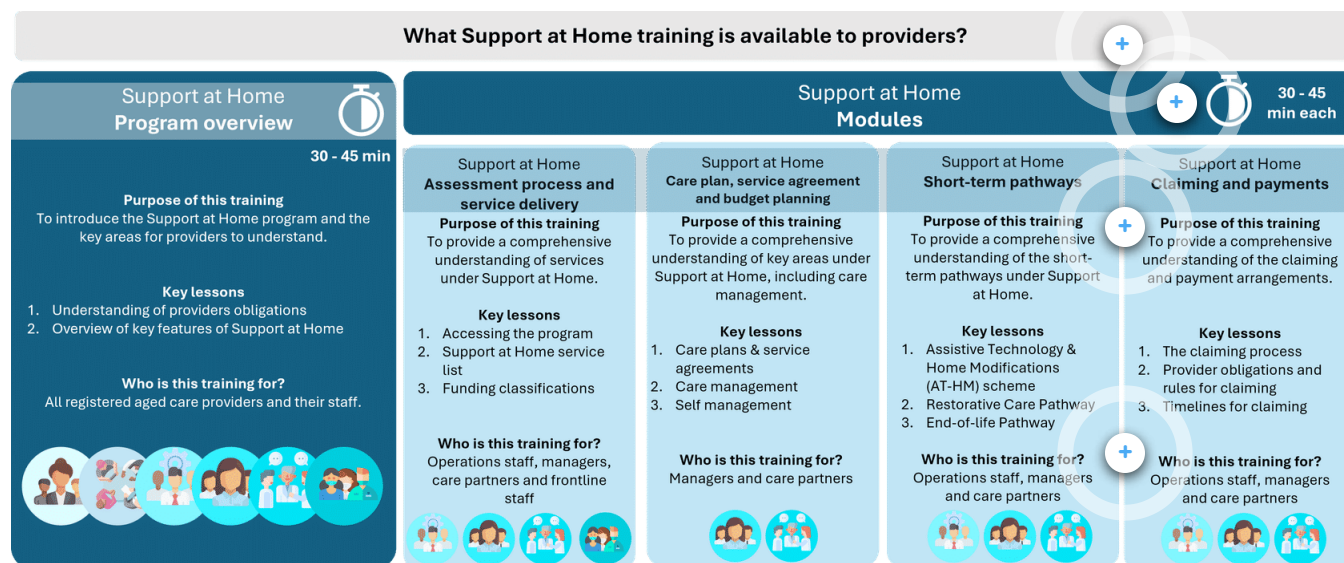 What Support at Home training is available to providers?
Support at Home
Program overview
30 - 45 min
Purpose of this training
To introduce the Support at Home program and the
key areas for providers to understand.
Key lessons
1. Understanding of providers obligations
2. Overview of key features of Support at Home
Who is this training for?
All registered aged care providers and their staff.
Support at Home
Modules
30 - 45
min each
Support at Home
Assessment process and
service delivery
Purpose of this training
To provide a comprehensive
understanding of services
under Support at Home.
Key lessons
1. Accessing the program
2. Support at Home service
list
3. Funding classifications
Who is this training for?
Operations staff, managers,
care partners and frontline
staff
Support at Home
Care plan, service agreement
and budget planning
Purpose of this training
To provide a comprehensive
understanding of key areas under
Support at Home, including care
management.
Key lessons
1. Care plans & service
agreements
2. Care management
3. Self management
Who is this training for?
Managers and care partners
Support at Home
Short-term pathways
Purpose of this training
To provide a comprehensive
understanding of the short-
term pathways under Support
at Home.
Key lessons
1. Assistive Technology &
Home Modifications
(AT-HM) scheme
2. Restorative Care Pathway
3. End-of-life Pathway
Who is this training for?
Operations staff, managers
and care partners
Support at Home
Claiming and payments
Purpose of this training
To provide a comprehensive
understanding of the claiming
and payment arrangements.
Key lessons
1. The claiming process
2. Provider obligations and
rules for claiming
3. Timelines for claiming
Who is this training for?
Operations staff, managers
and care partners